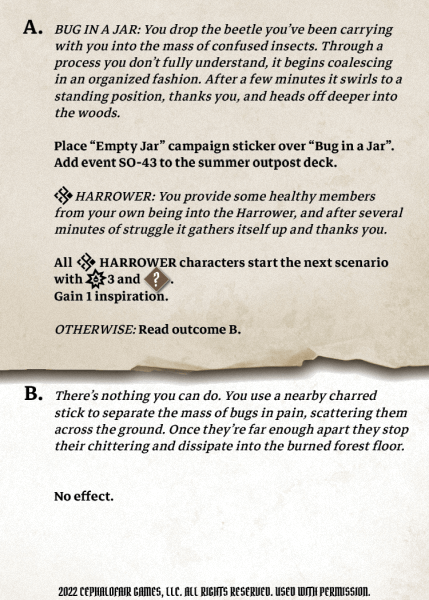 A. BUG IN A JAR: You drop the beetle you've been carrying
with you into the mass of confused insects. Through a
process you don't fully understand, it begins coalescing
in an organized fashion. After a few minutes it swirls to a
standing position, thanks you, and heads off deeper into
the woods.
Place “Empty Jar” campaign sticker over “Bug in a Jar”.
Add event SO-43 to the summer outpost deck.
HARROWER: You provide some healthy members
from your own being into the Harrower, and after several
minutes of struggle it gathers itself up and thanks you.
All HARROWER characters start the next scenario
with 3 and ?.
Gain 1 inspiration.
OTHERWISE: Read outcome B.
B. There's nothing you can do. You use a nearby charred
stick to separate the mass of bugs in pain, scattering them
across the ground. Once they're far enough apart they stop
their chittering and dissipate into the burned forest floor.
No effect.
2022 CEPHALOFAIR GAMES, LLC. ALL RIGHTS RESERVED. USED WITH PERMISSION.